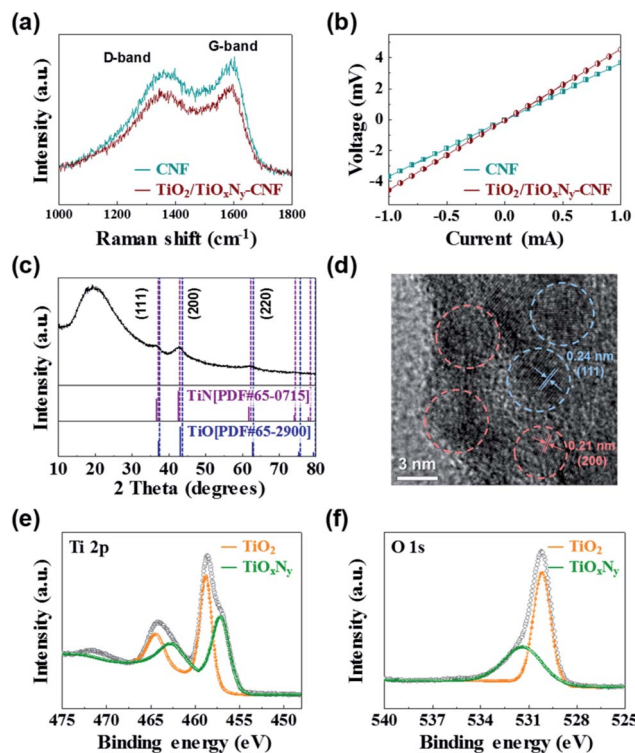 (a)
D-band
G-band
Intensity (a.u.)
CNF
TiO2/TiOxNy-CNF
1000 1200 1400 1600 1800
Raman shift (cm-1)
(b)
4
2
0
-2
-4
Voltage (mV)
CNF
TiO2/TiOxNy-CNF
-1.0 -0.5 0.0 0.5 1.0
Current (mA)
(c)
(111)
(200)
(220)
Intensity (a.u.)
TiN[PDF#65-0715]
TiO[PDF#65-2900]
10 20 30 40 50 60 70 80
2 Theta (degrees)
(d)
0.24 nm
(111)
0.21 nm
(200)
3 nm
(e)
Ti 2p
TiO2
TiOxNy
Intensity (a.u.)
475 465 457 450
Binding energy (eV)
(f)
O 1s
TiO2
TiOxNy
Intensity (a.u.)
540 537 534 531 528 525
Binding energy (eV)